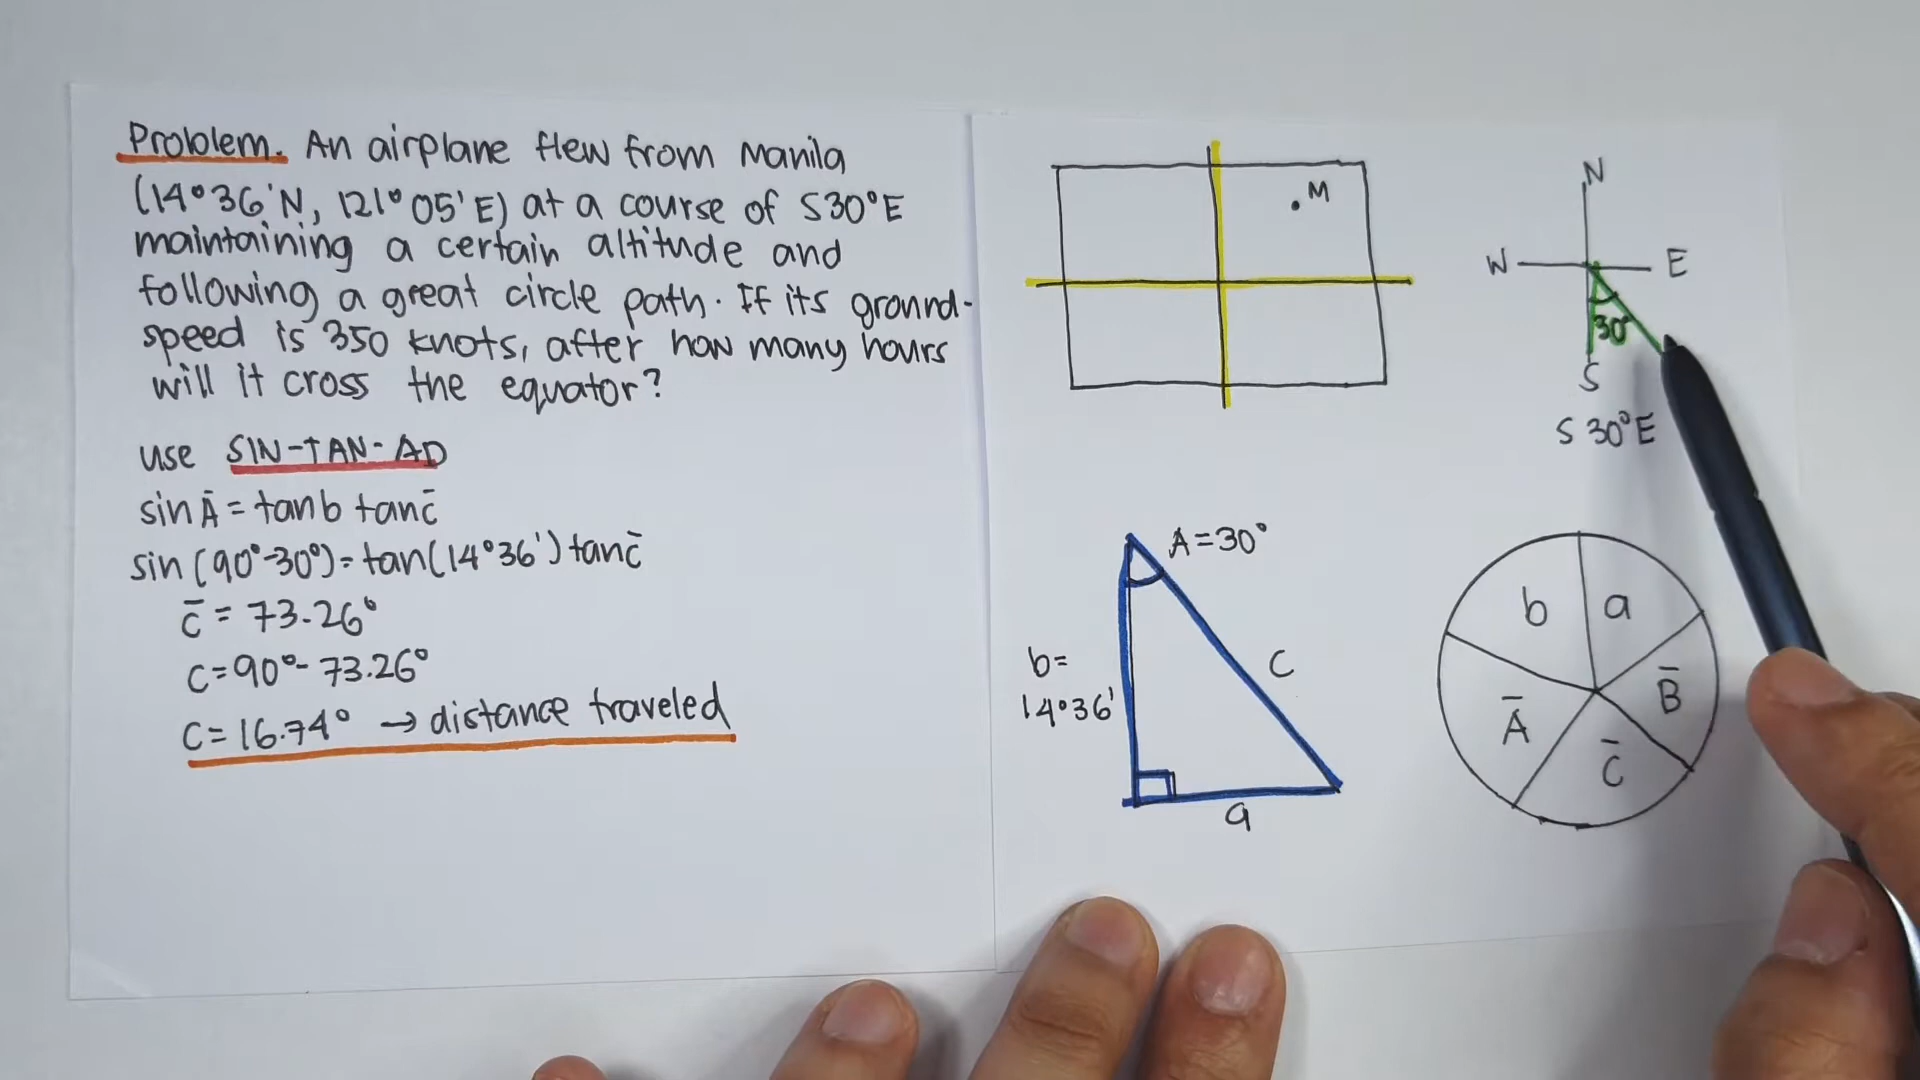 Problem. An airplane flew from Manila
(14°36'N, 121°05'E) at a course of S30°E
maintaining a certain altitude and
following a great circle path. If its ground-
speed is 350 knots, after how many hours
will it cross the equator?
use SIN-TAN-AD
sin A̅ = tan b tan c̅
sin(90°-30°) = tan(14°36') tan c̅
c̅ = 73.26°
c = 90° - 73.26°
c = 16.74° → distance traveled
M
N
W
E
30°
S
S 30°E
A = 30°
b=
14°36'
c
a
b
a
A̅
B̅
c̅